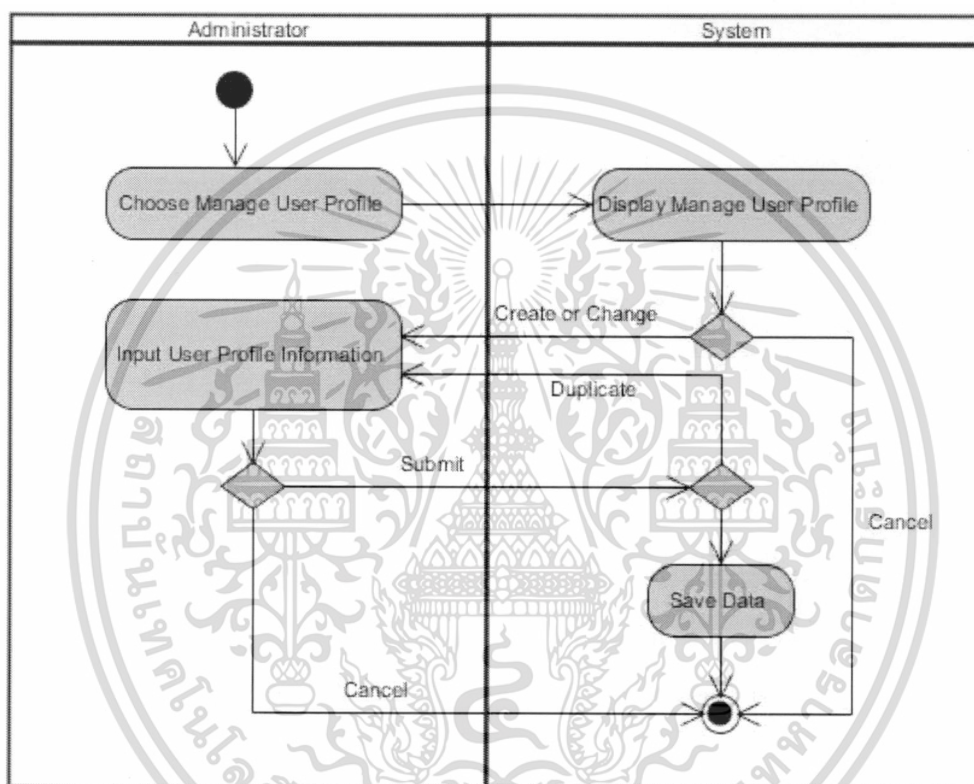 Administrator
System
Choose Manage User Profile
Display Manage User Profile
Create or Change
Input User Profile Information
Duplicate
Submit
Cancel
Save Data
Cancel